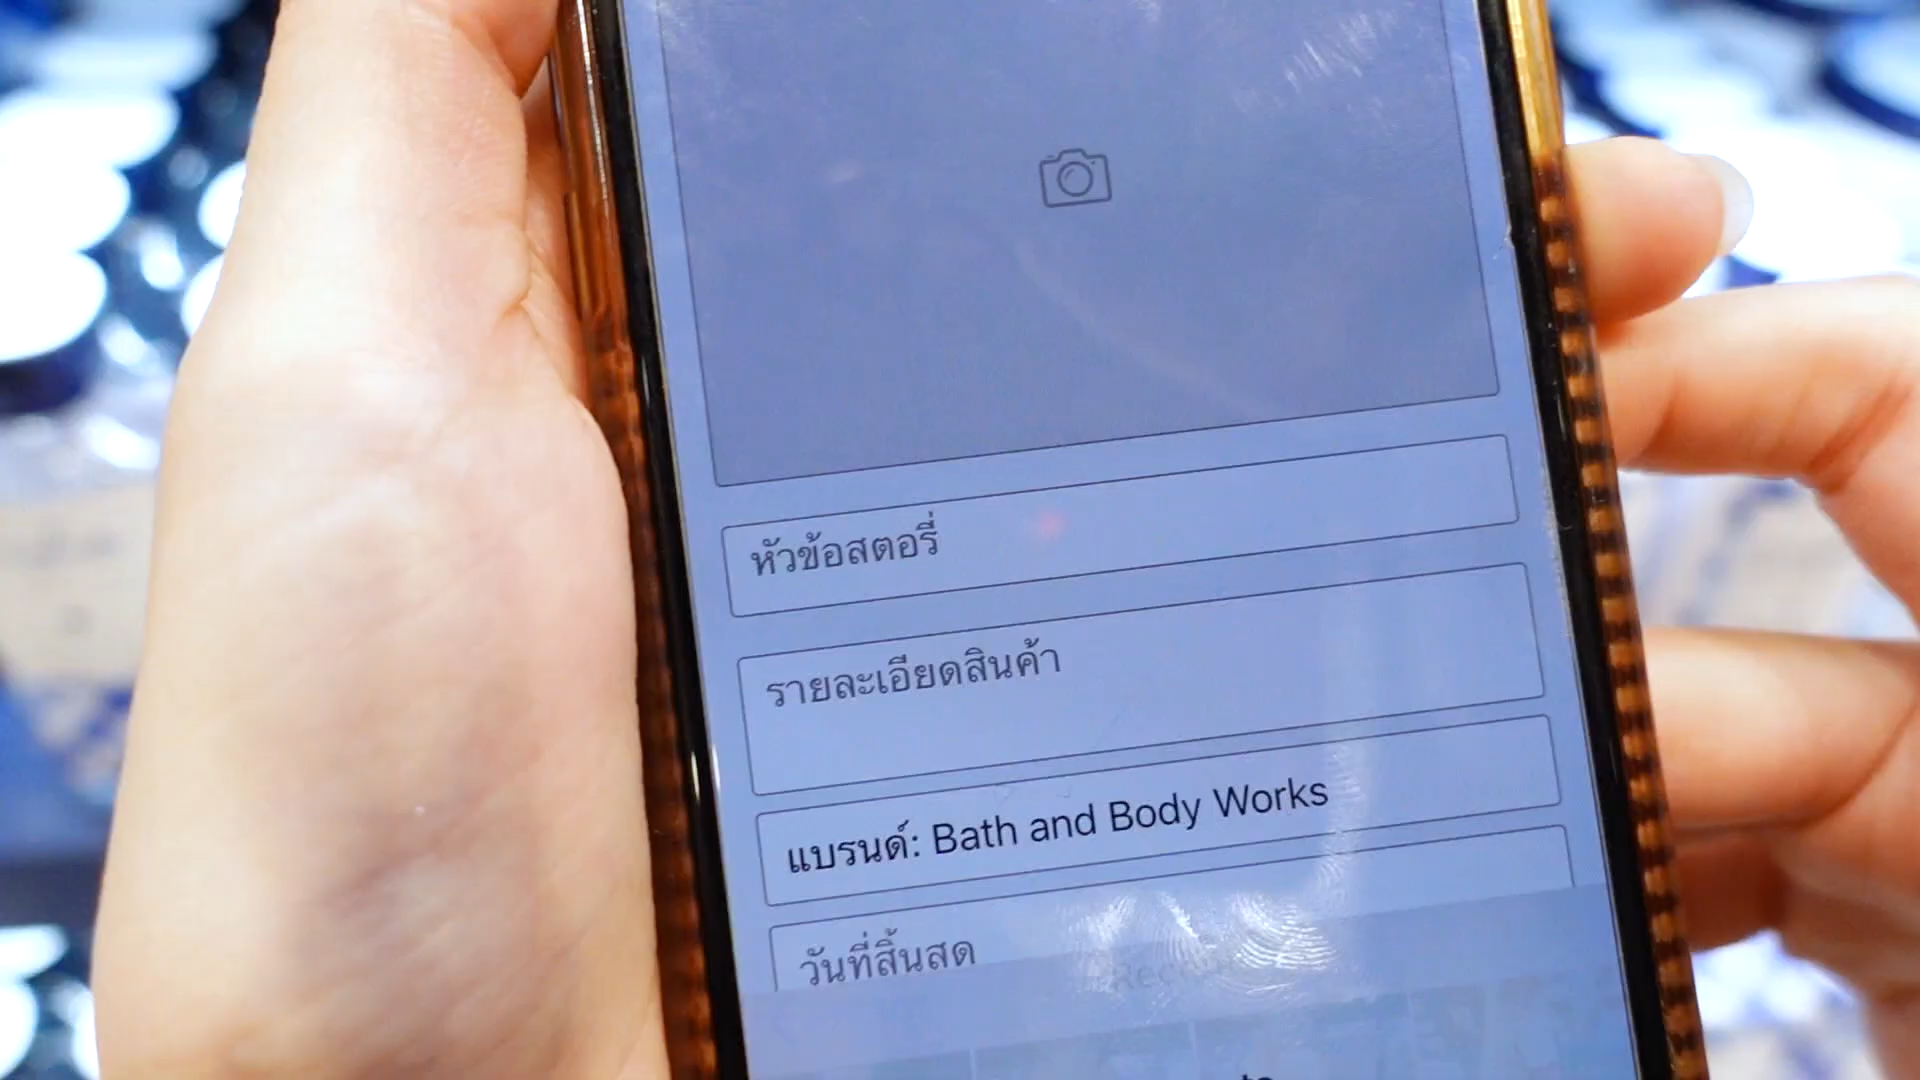 หัวข้อสตอรี่
รายละเอียดสินค้า
แบรนด์: Bath and Body Works
วันที่สิ้นสุด